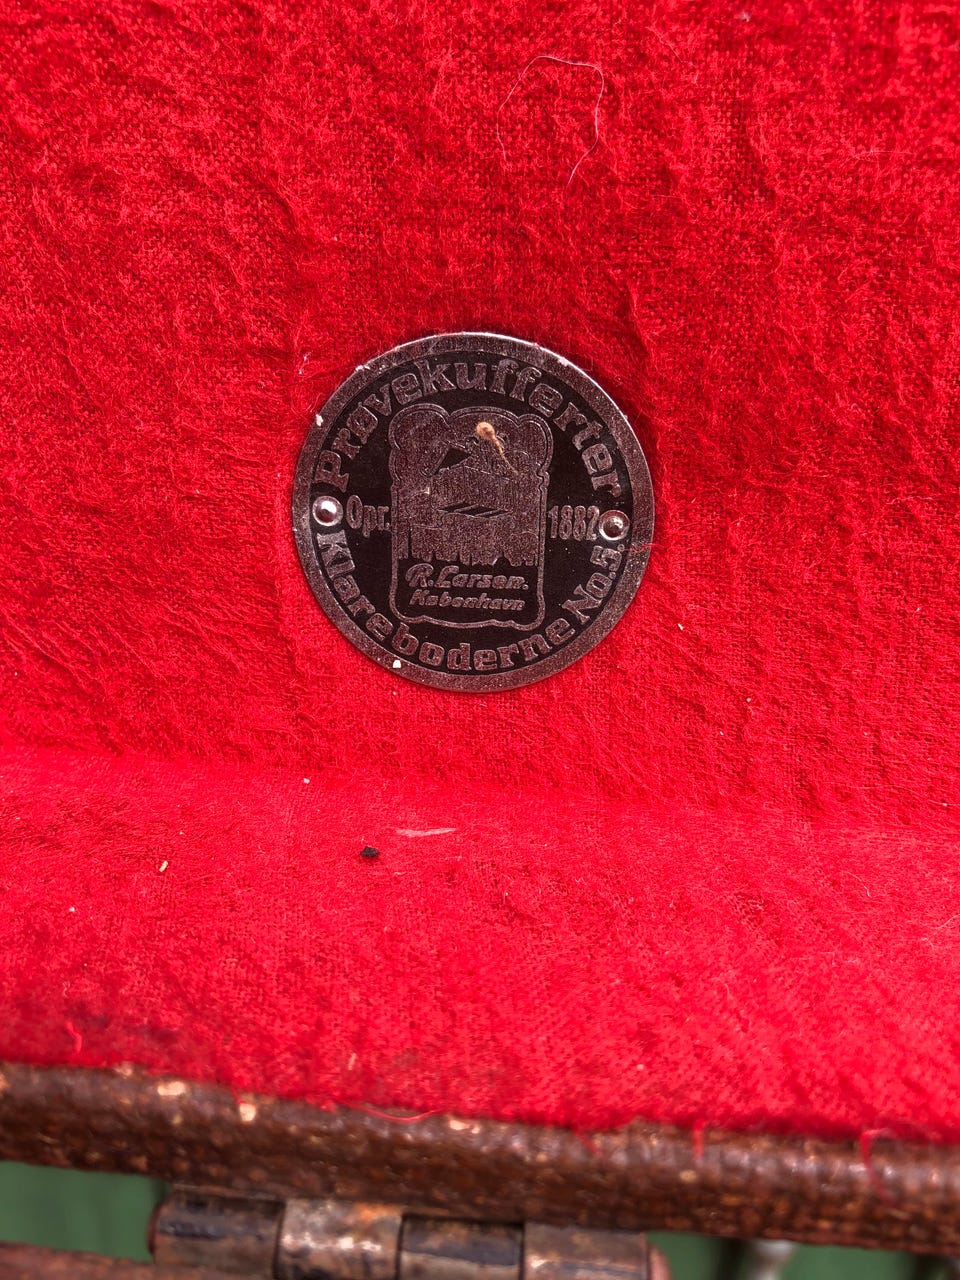 Prøvekufferter
Opr. 1882
R. Larsen.
København
Klareboderne No. 5.